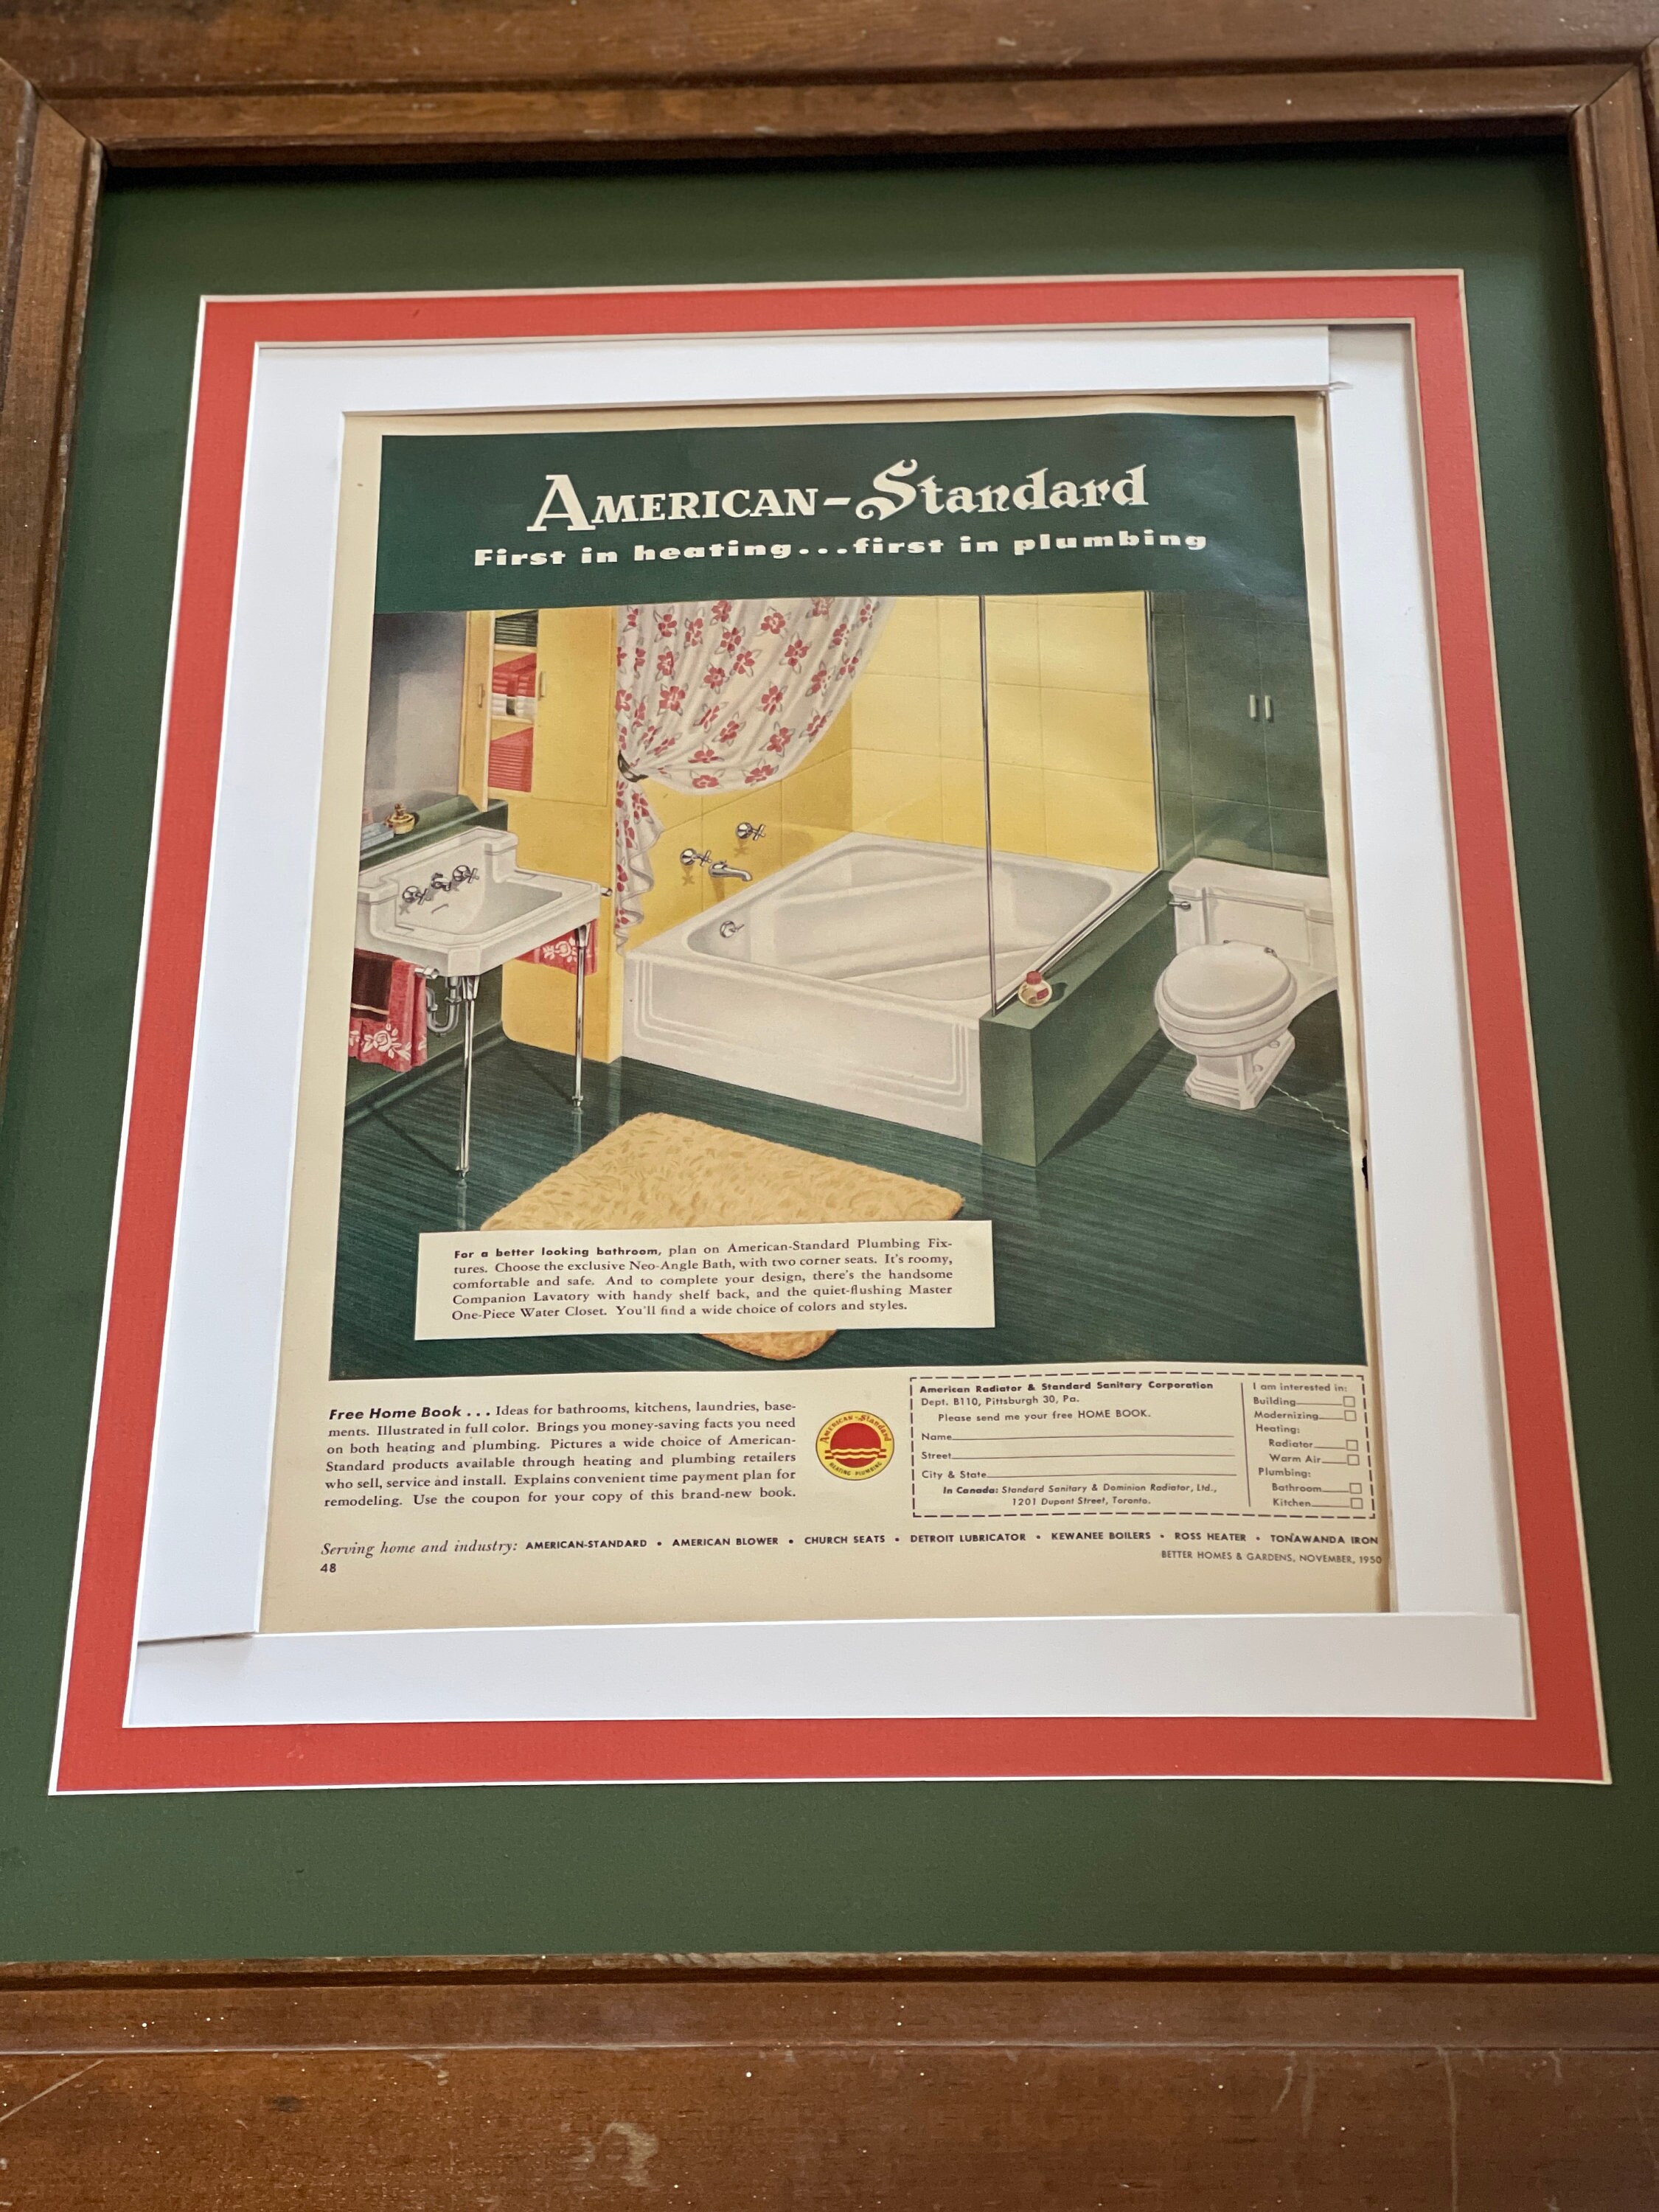 AMERICAN-Standard
First in heating...first in plumbing
For a better looking bathroom, plan on American-Standard Plumbing Fix-
tures. Choose the exclusive Neo-Angle Bath, with two corner seats. It's roomy,
comfortable and safe. And to complete your design, there's the handsome
Companion Lavatory with handy shelf back, and the quiet-flushing Master
One-Piece Water Closet. You'll find a wide choice of colors and styles.
Free Home Book . . . Ideas for bathrooms, kitchens, laundries, base-
ments. Illustrated in full color. Brings you money-saving facts you need
on both heating and plumbing. Pictures a wide choice of American-
Standard products available through heating and plumbing retailers
who sell, service and install. Explains convenient time payment plan for
remodeling. Use the coupon for your copy of this brand-new book.
AMERICAN-Standard
HEATING PLUMBING
American Radiator & Standard Sanitary Corporation
Dept. B110, Pittsburgh 30, Pa.
Please send me your free HOME BOOK.
Name
Street
City & State
In Canada: Standard Sanitary & Dominion Radiator, Ltd.,
1201 Dupont Street, Toronto.
I am interested in:
Building
Modernizing
Heating:
Radiator
Warm Air
Plumbing:
Bathroom
Kitchen
Serving home and industry: AMERICAN-STANDARD • AMERICAN BLOWER • CHURCH SEATS • DETROIT LUBRICATOR • KEWANEE BOILERS • ROSS HEATER • TONAWANDA IRON
48
BETTER HOMES & GARDENS, NOVEMBER, 1950